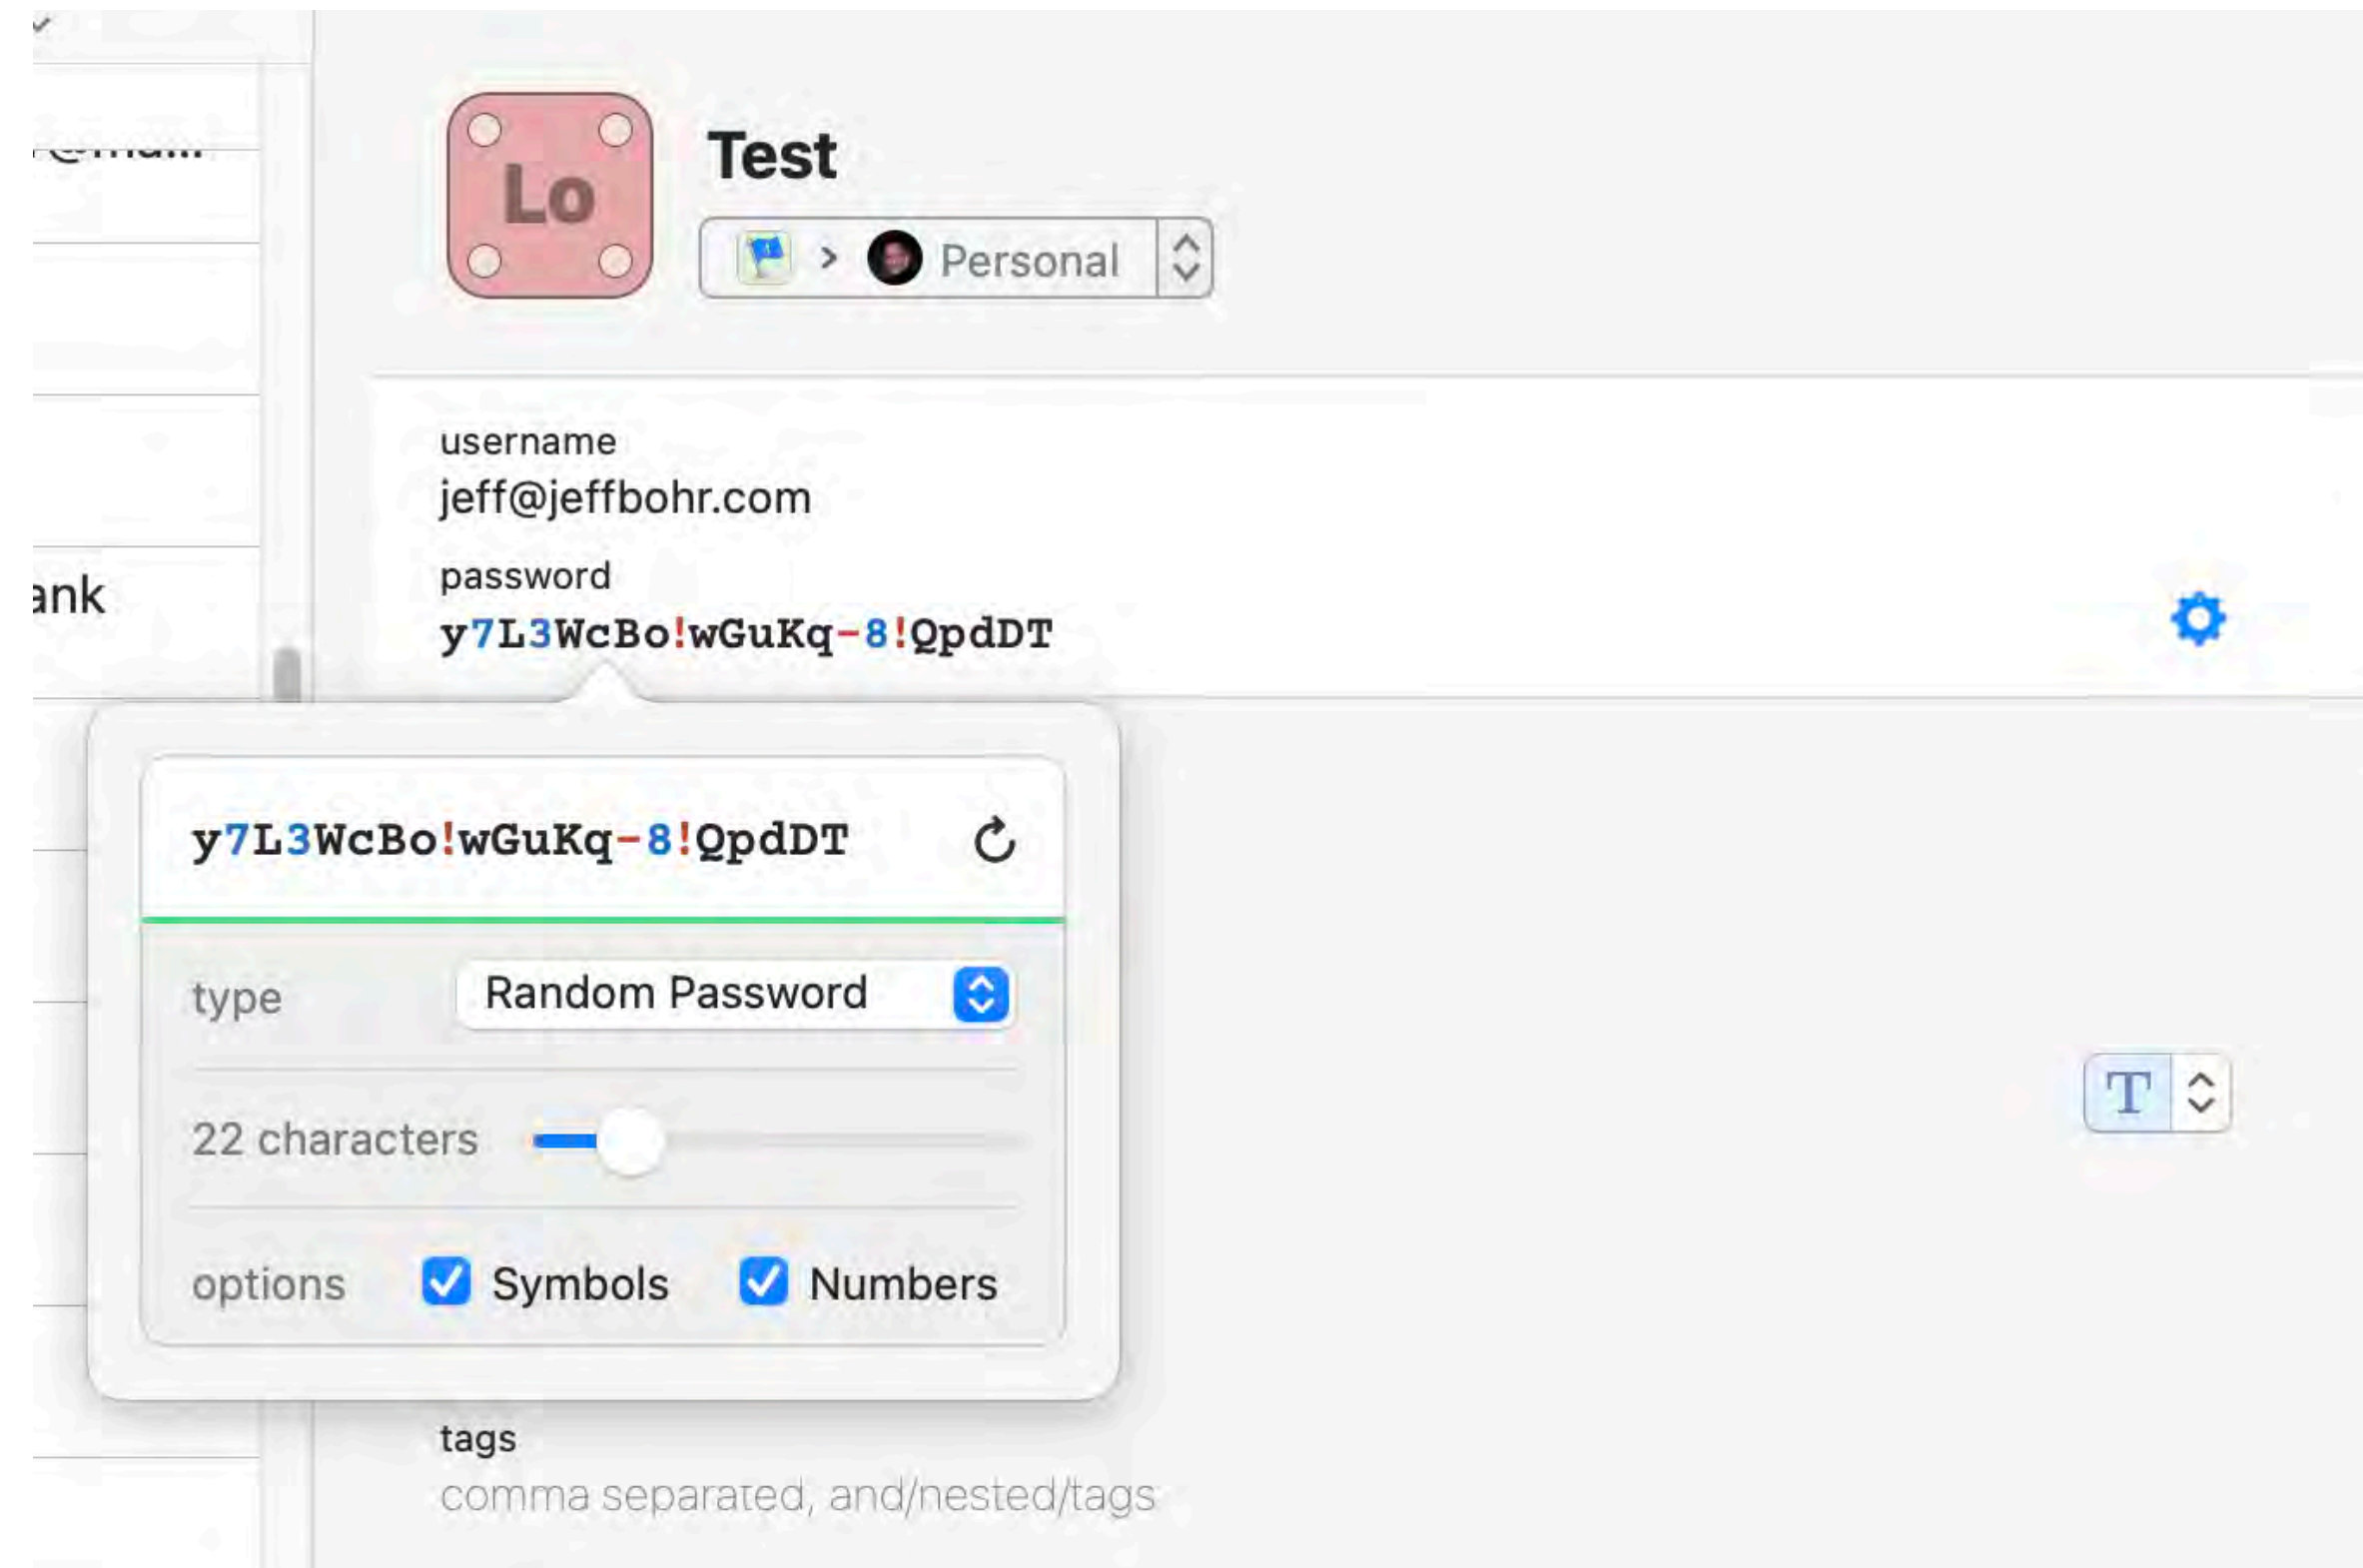 Lo
Test
Personal
username
jeff@jeffbohr.com
password
y7L3WcBo!wGuKq-8!QpdDT
ank
y7L3WcBo!wGuKq-8!QpdDT
type Random Password
22 characters
T
options Symbols Numbers
tags
comma separated, and/nested/tags